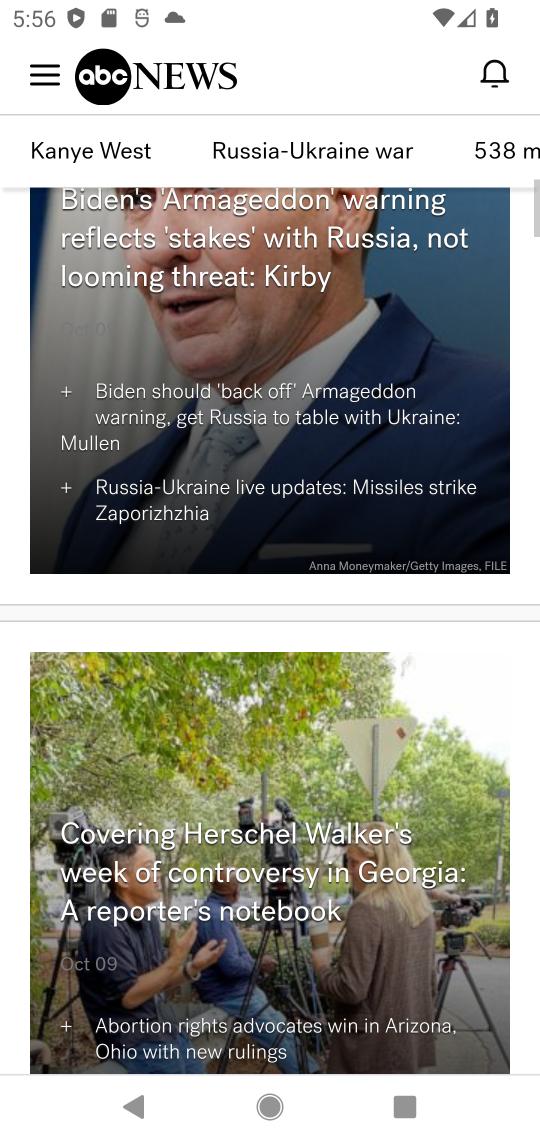 5:56
abc NEWS
Kanye West Russia-Ukraine war 538 m
Biden's 'Armageddon' warning
reflects 'stakes' with Russia, not
looming threat: Kirby
Oct 09
+ Biden should 'back off' Armageddon
warning, get Russia to table with Ukraine:
Mullen
+ Russia-Ukraine live updates: Missiles strike
Zaporizhzhia
Anna Moneymaker/Getty Images, FILE
Covering Herschel Walker's
week of controversy in Georgia:
A reporter's notebook
Oct 09
+ Abortion rights advocates win in Arizona,
Ohio with new rulings